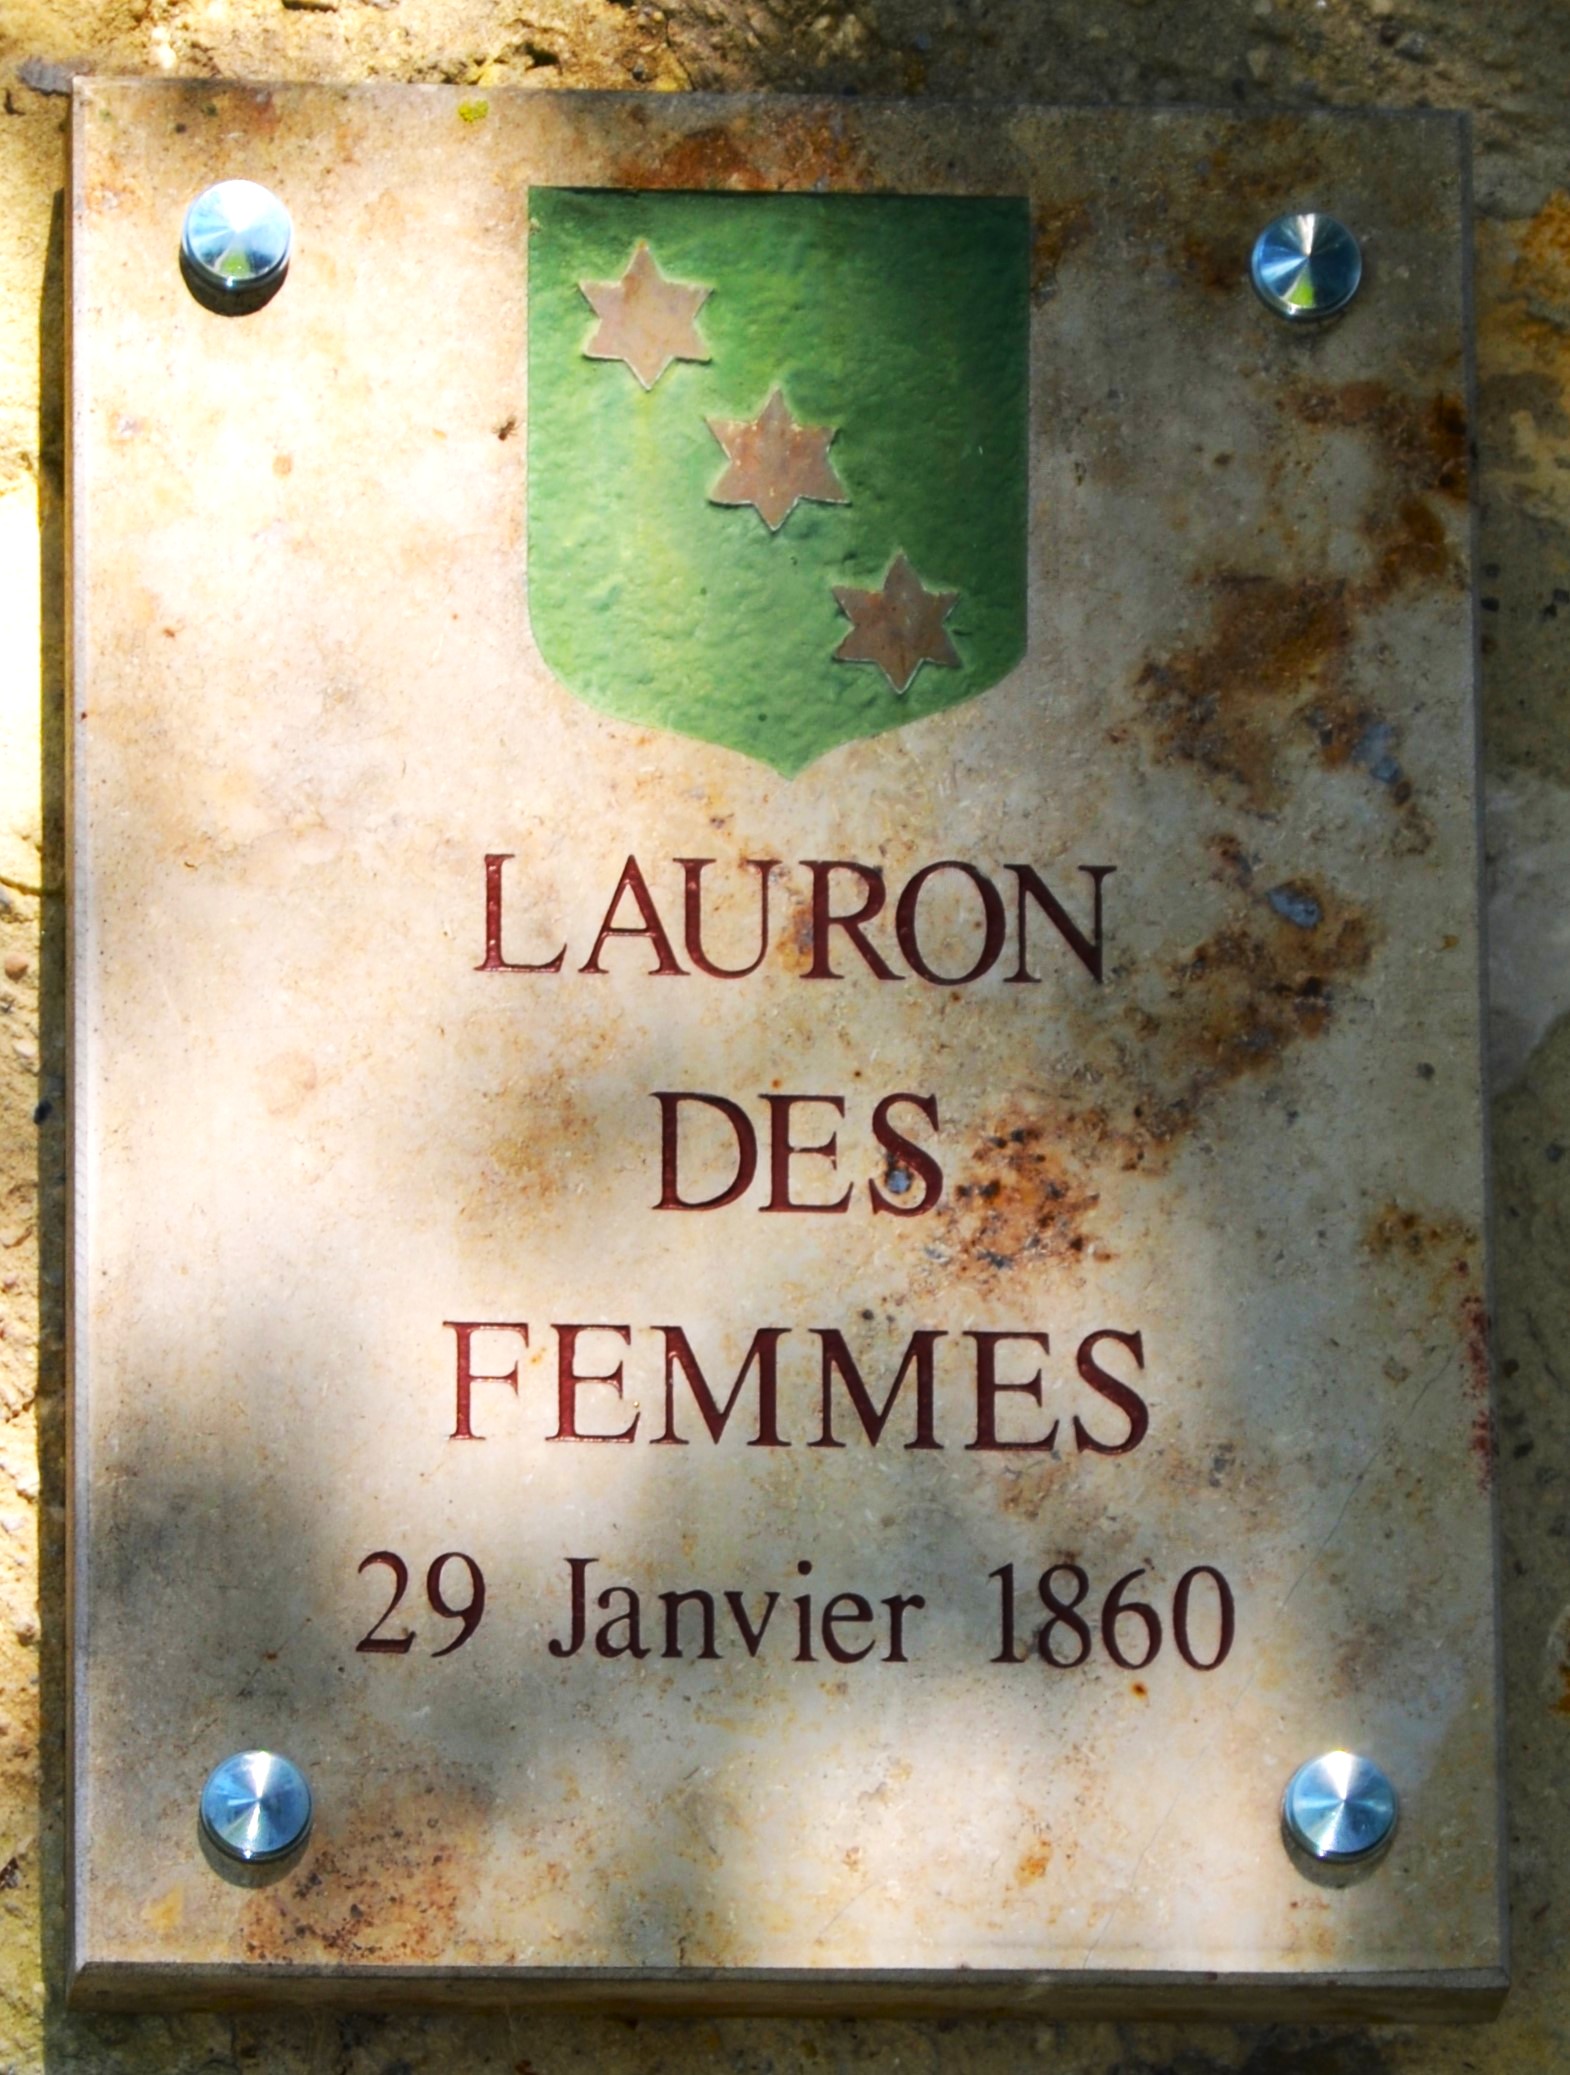 LAURON
DES
FEMMES
29 Janvier 1860